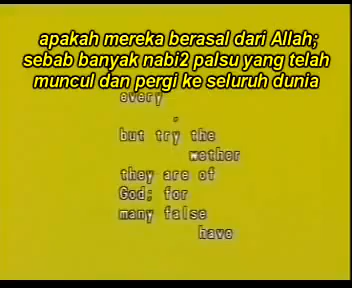 apakah mereka berasal dari Allah;
sebab banyak nabi2 palsu yang telah
muncul dan pergi ke seluruh dunia
every
,
but try the
wether
they are of
God; for
many false
have